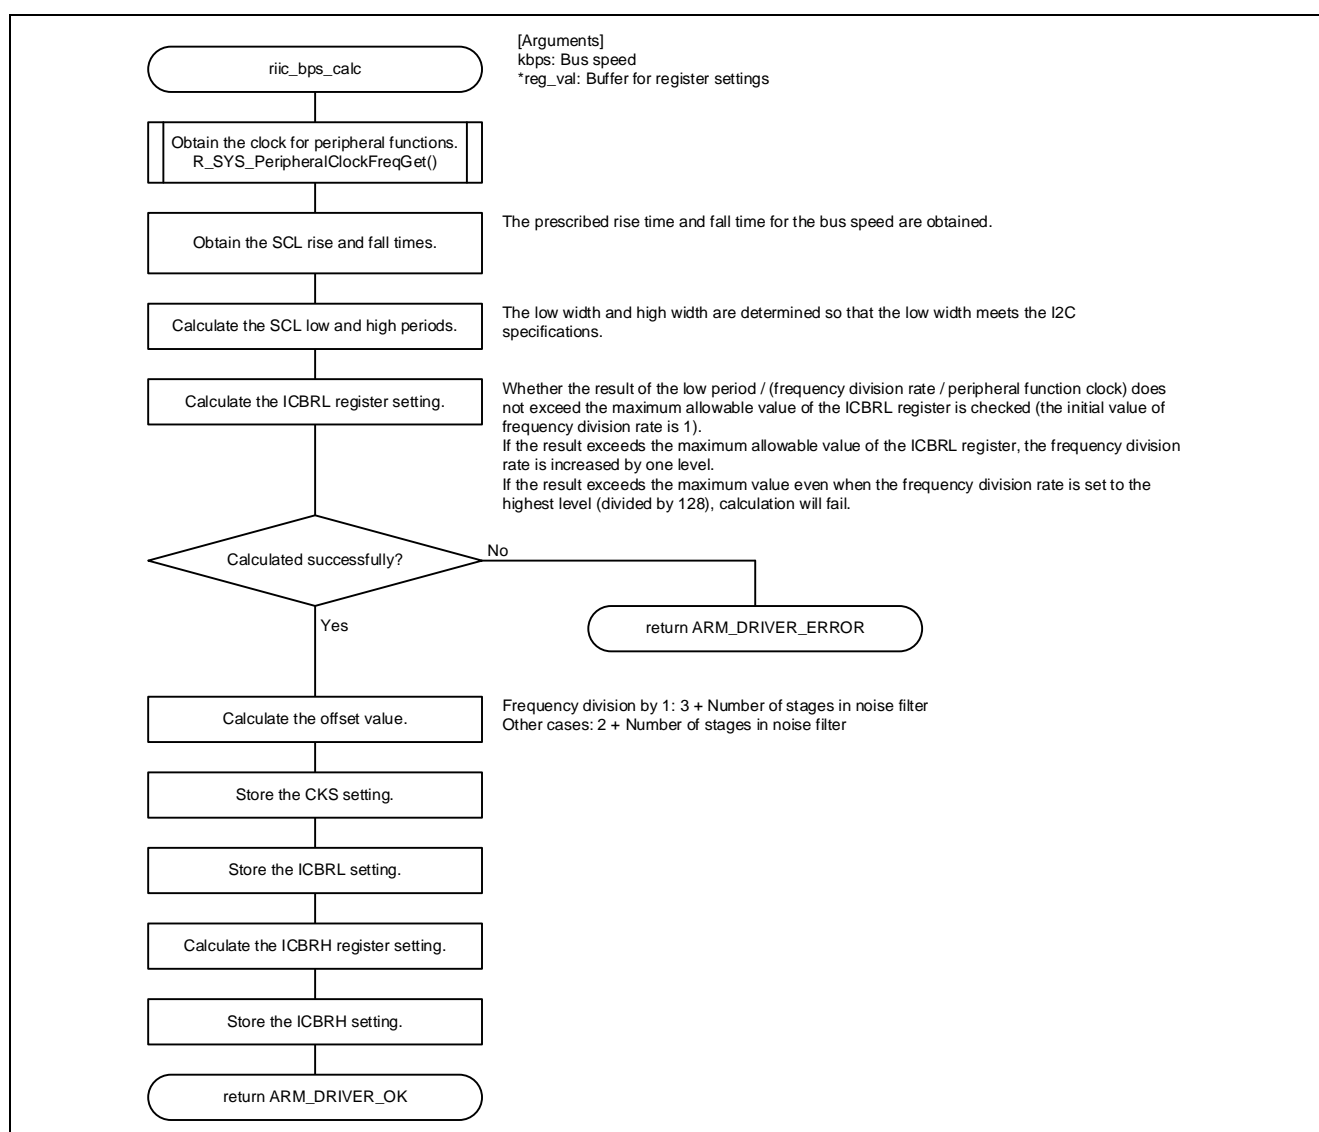 [Arguments]
kbps: Bus speed
*reg_val: Buffer for register settings
riic_bps_calc
Obtain the clock for peripheral functions.
R_SYS_PeripheralClockFreqGet()
Obtain the SCL rise and fall times.
The prescribed rise time and fall time for the bus speed are obtained.
Calculate the SCL low and high periods.
The low width and high width are determined so that the low width meets the I2C
specifications.
Calculate the ICBRL register setting.
Whether the result of the low period / (frequency division rate / peripheral function clock) does
not exceed the maximum allowable value of the ICBRL register is checked (the initial value of
frequency division rate is 1).
If the result exceeds the maximum allowable value of the ICBRL register, the frequency division
rate is increased by one level.
If the result exceeds the maximum value even when the frequency division rate is set to the
highest level (divided by 128), calculation will fail.
Calculated successfully?
No
return ARM_DRIVER_ERROR
Yes
Calculate the offset value.
Frequency division by 1: 3 + Number of stages in noise filter
Other cases: 2 + Number of stages in noise filter
Store the CKS setting.
Store the ICBRL setting.
Calculate the ICBRH register setting.
Store the ICBRH setting.
return ARM_DRIVER_OK